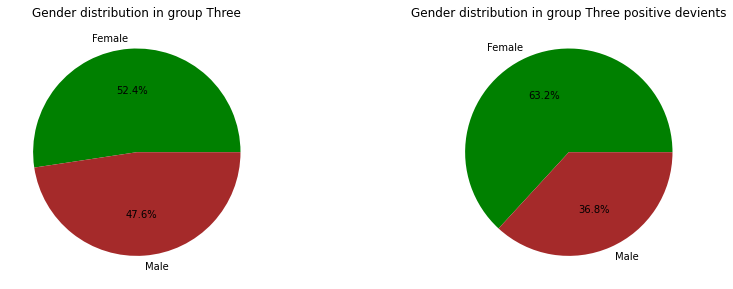 Gender distribution in group Three
Female
52.4%
47.6%
Male
Gender distribution in group Three positive devients
Female
63.2%
36.8%
Male